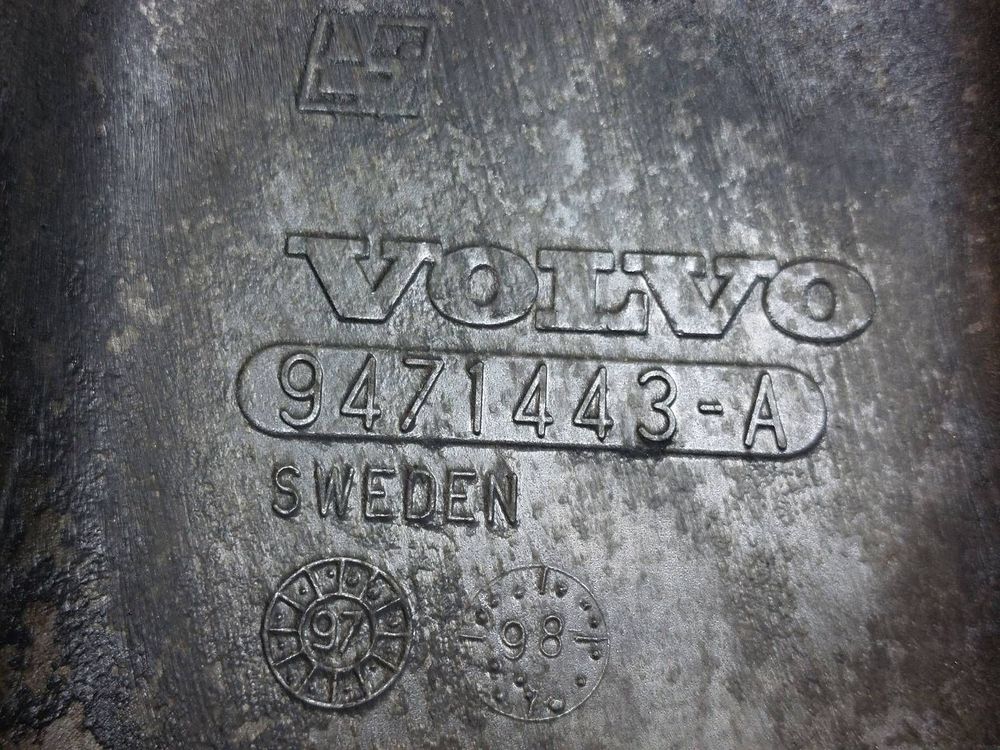 VOLVO
9471443-A
SWEDEN
97 98